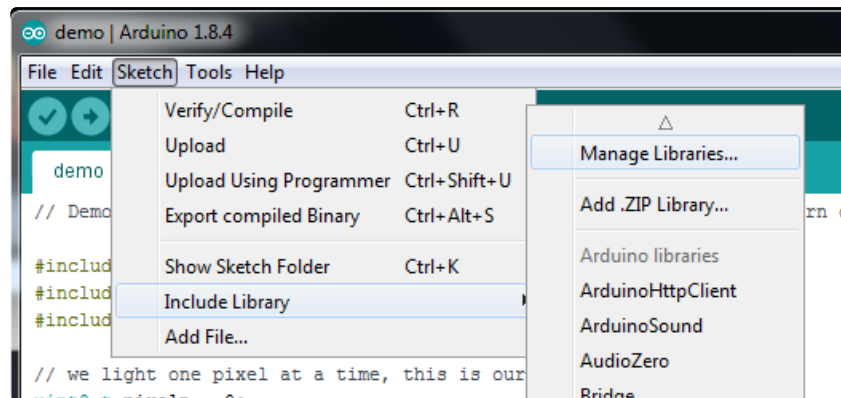 demo | Arduino 1.8.4
File Edit Sketch Tools Help
Verify/Compile Ctrl+R
Upload Ctrl+U
Upload Using Programmer Ctrl+Shift+U
Export compiled Binary Ctrl+Alt+S
Show Sketch Folder Ctrl+K
Include Library
Add File...
Manage Libraries...
Add .ZIP Library...
Arduino libraries
ArduinoHttpClient
ArduinoSound
AudioZero
Bridge
demo
// Demo
#includ
#includ
#includ
// we light one pixel at a time, this is our